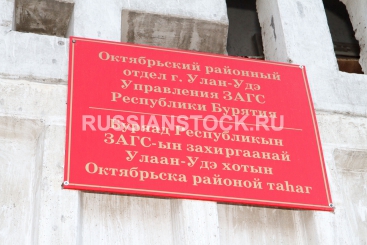 Октябрьский районный
отдел г. Улан-Удэ
Управления ЗАГС
Республики Бурятия
RUSSIANSTOCK.RU
Буряад Республикын
ЗАГС-ын захиргаанай
Улаан-Удэ хотын
Октябрьска районой таһаг